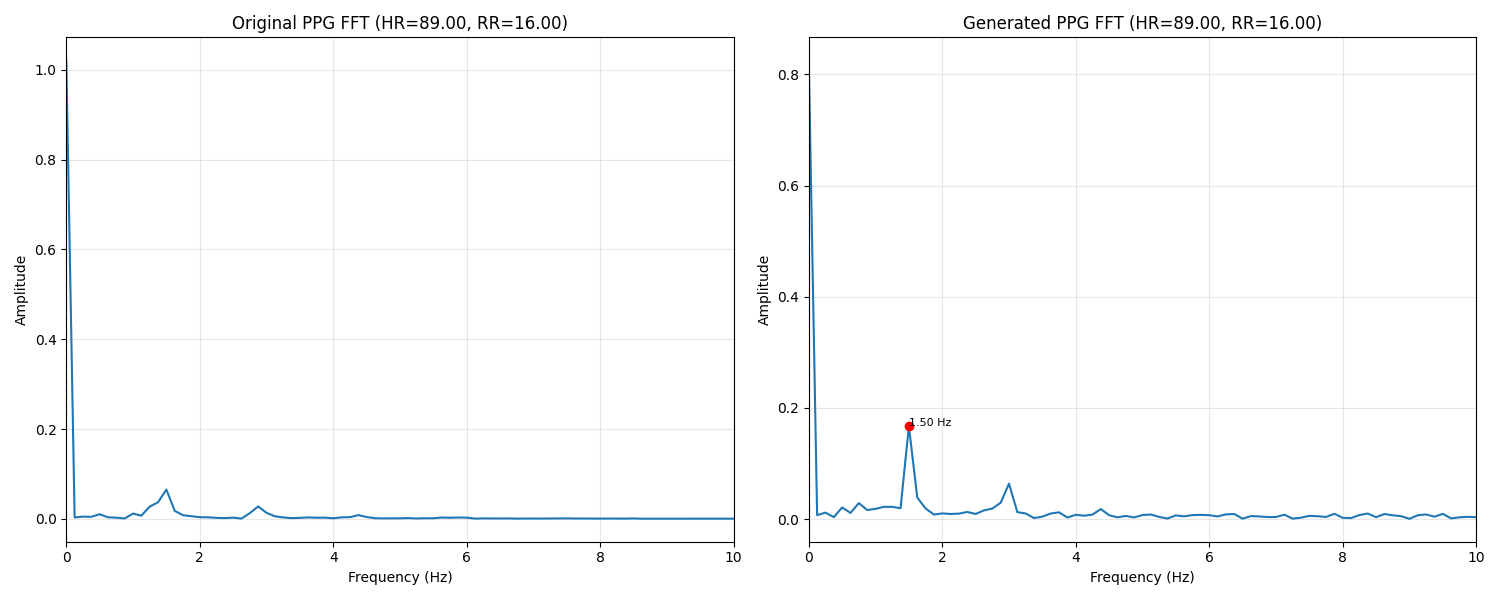 Original PPG FFT (HR=89.00, RR=16.00)
Amplitude
1.0
0.8
0.6
0.4
0.2
0.0
0 2 4 6 8 10
Frequency (Hz)
Generated PPG FFT (HR=89.00, RR=16.00)
Amplitude
0.8
0.6
0.4
0.2
0.0
1.50 Hz
0 2 4 6 8 10
Frequency (Hz)